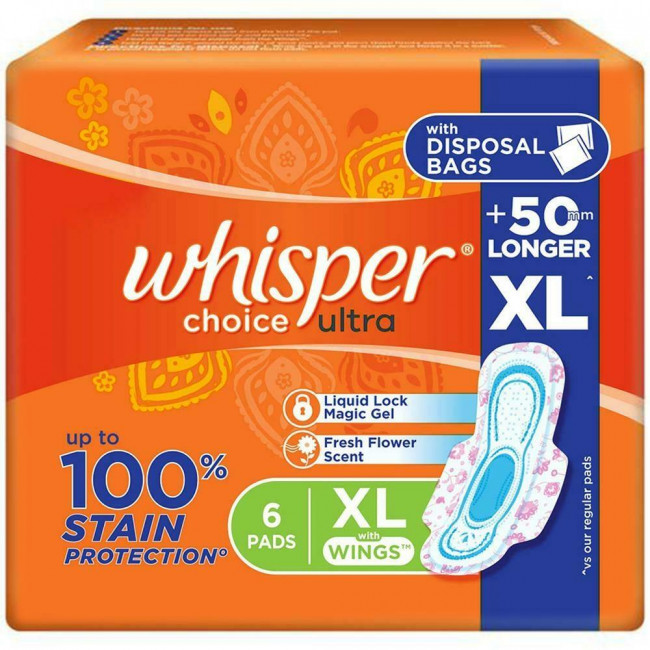 with
DISPOSAL
BAGS
+50mm
LONGER
XL^
whisper®
choice ultra
Liquid Lock
Magic Gel
Fresh Flower
Scent
up to
100%
STAIN
PROTECTION°
6
PADS
XL
with
WINGS™
^vs our regular pads